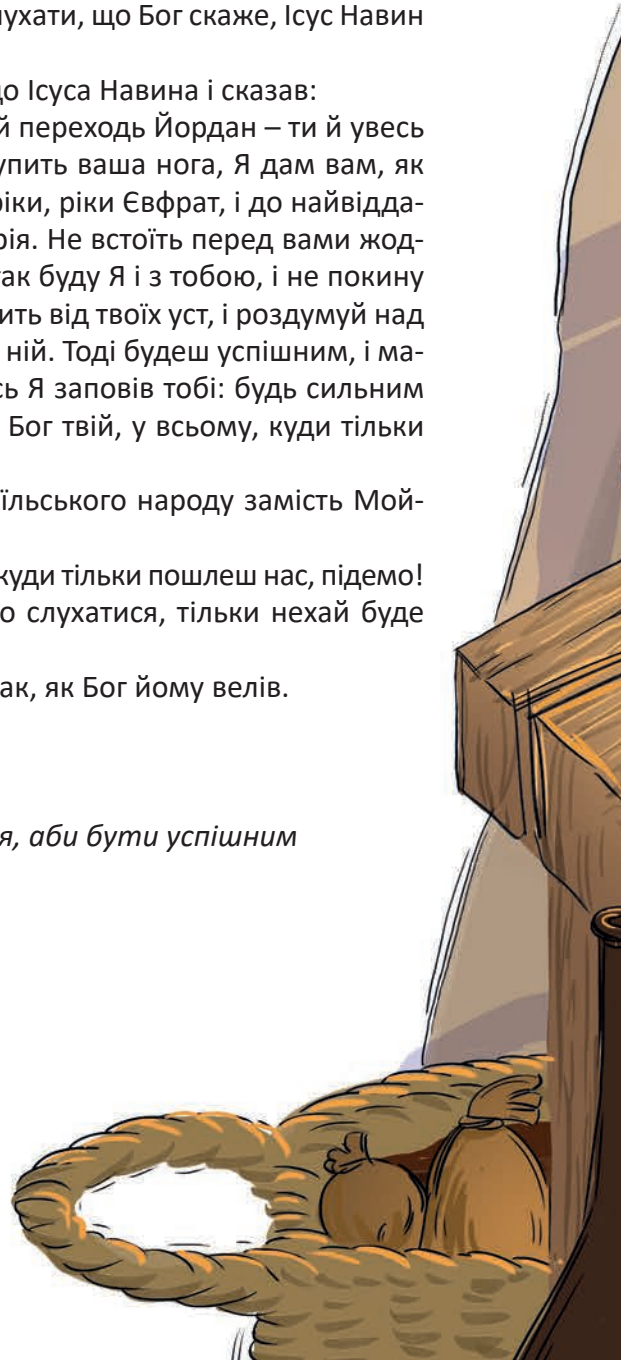 лухати, що Бог скаже, Ісус Навин
до Ісуса Навина і сказав:
й переходь Йордан – ти й увесь
упить ваша нога, Я дам вам, як
ріки, ріки Євфрат, і до найвідда-
рія. Не встоїть перед вами жод-
так буду Я і з тобою, і не покину
ить від твоїх уст, і роздумуй над
ній. Тоді будеш успішним, і ма-
сь Я заповів тобі: будь сильним
Бог твій, у всьому, куди тільки
їльського народу замість Мой-
куди тільки пошлеш нас, підемо!
о слухатися, тільки нехай буде
ак, як Бог йому велів.
я, аби бути успішним